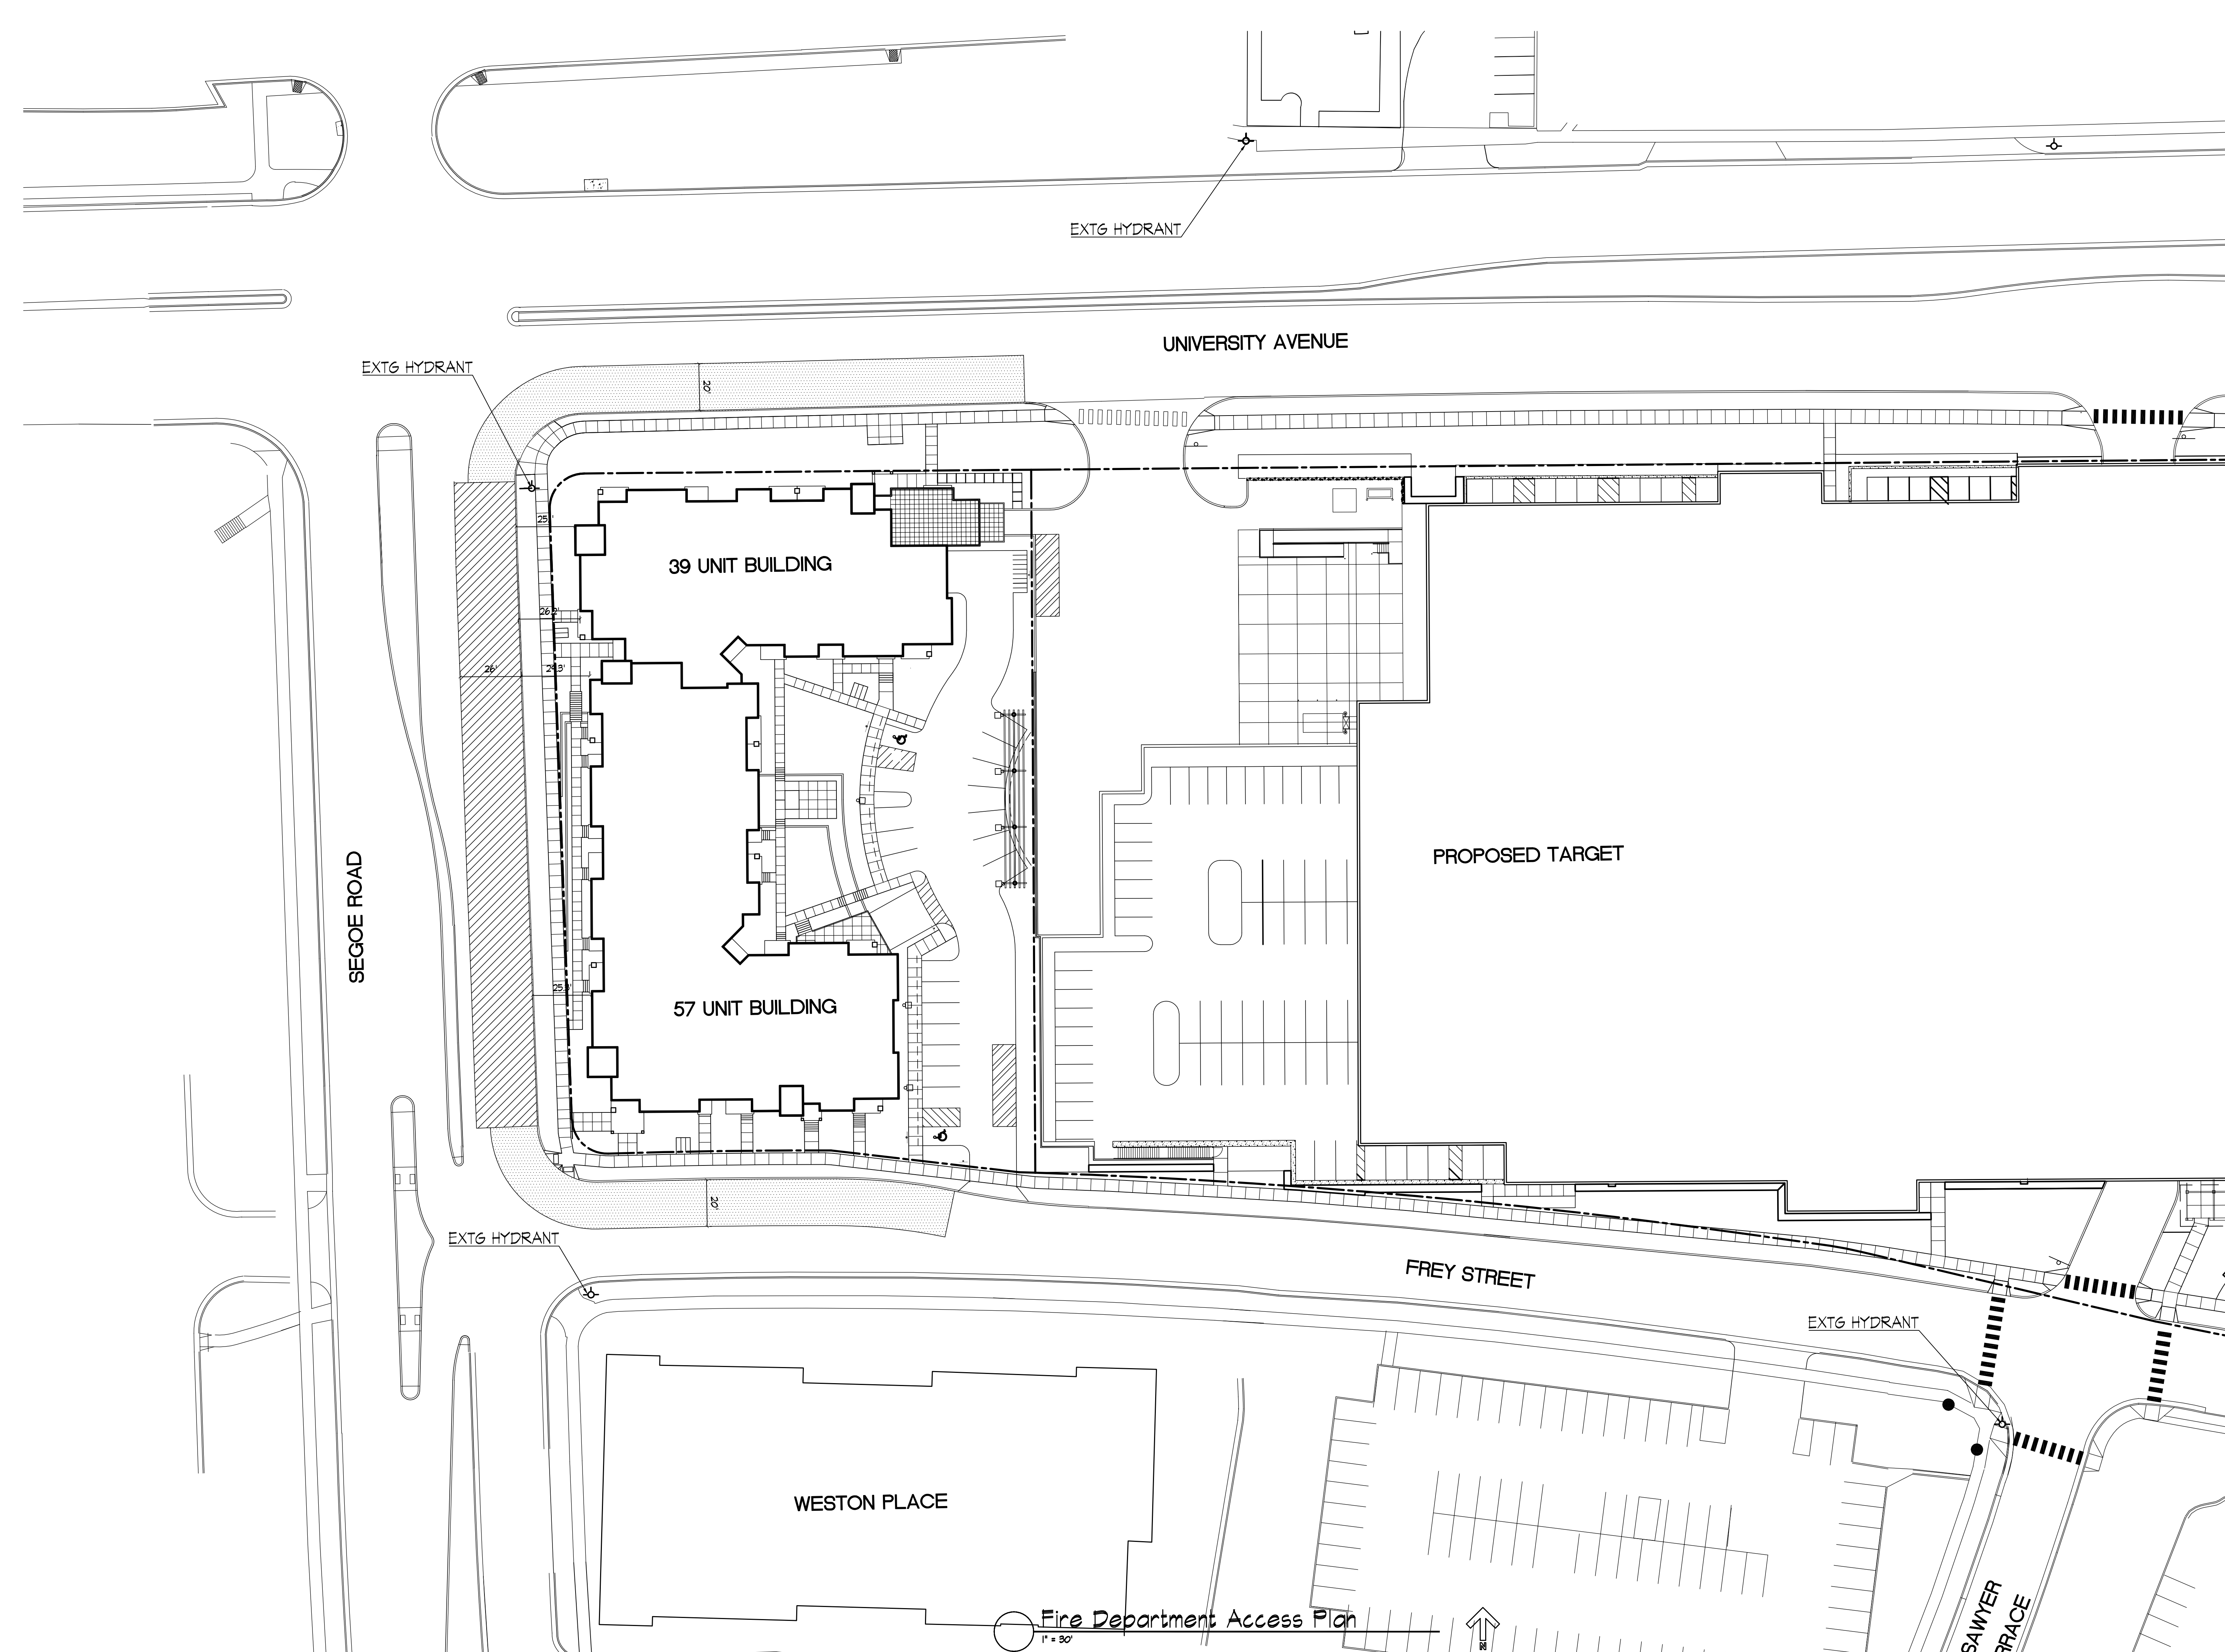 EXTG HYDRANT
UNIVERSITY AVENUE
EXTG HYDRANT
20'
39 UNIT BUILDING
26.2'
26'
PROPOSED TARGET
SEGOE ROAD
57 UNIT BUILDING
20'
EXTG HYDRANT
FREY STREET
EXTG HYDRANT
WESTON PLACE
Fire Department Access Plan
1" = 30'
N
SAWYER